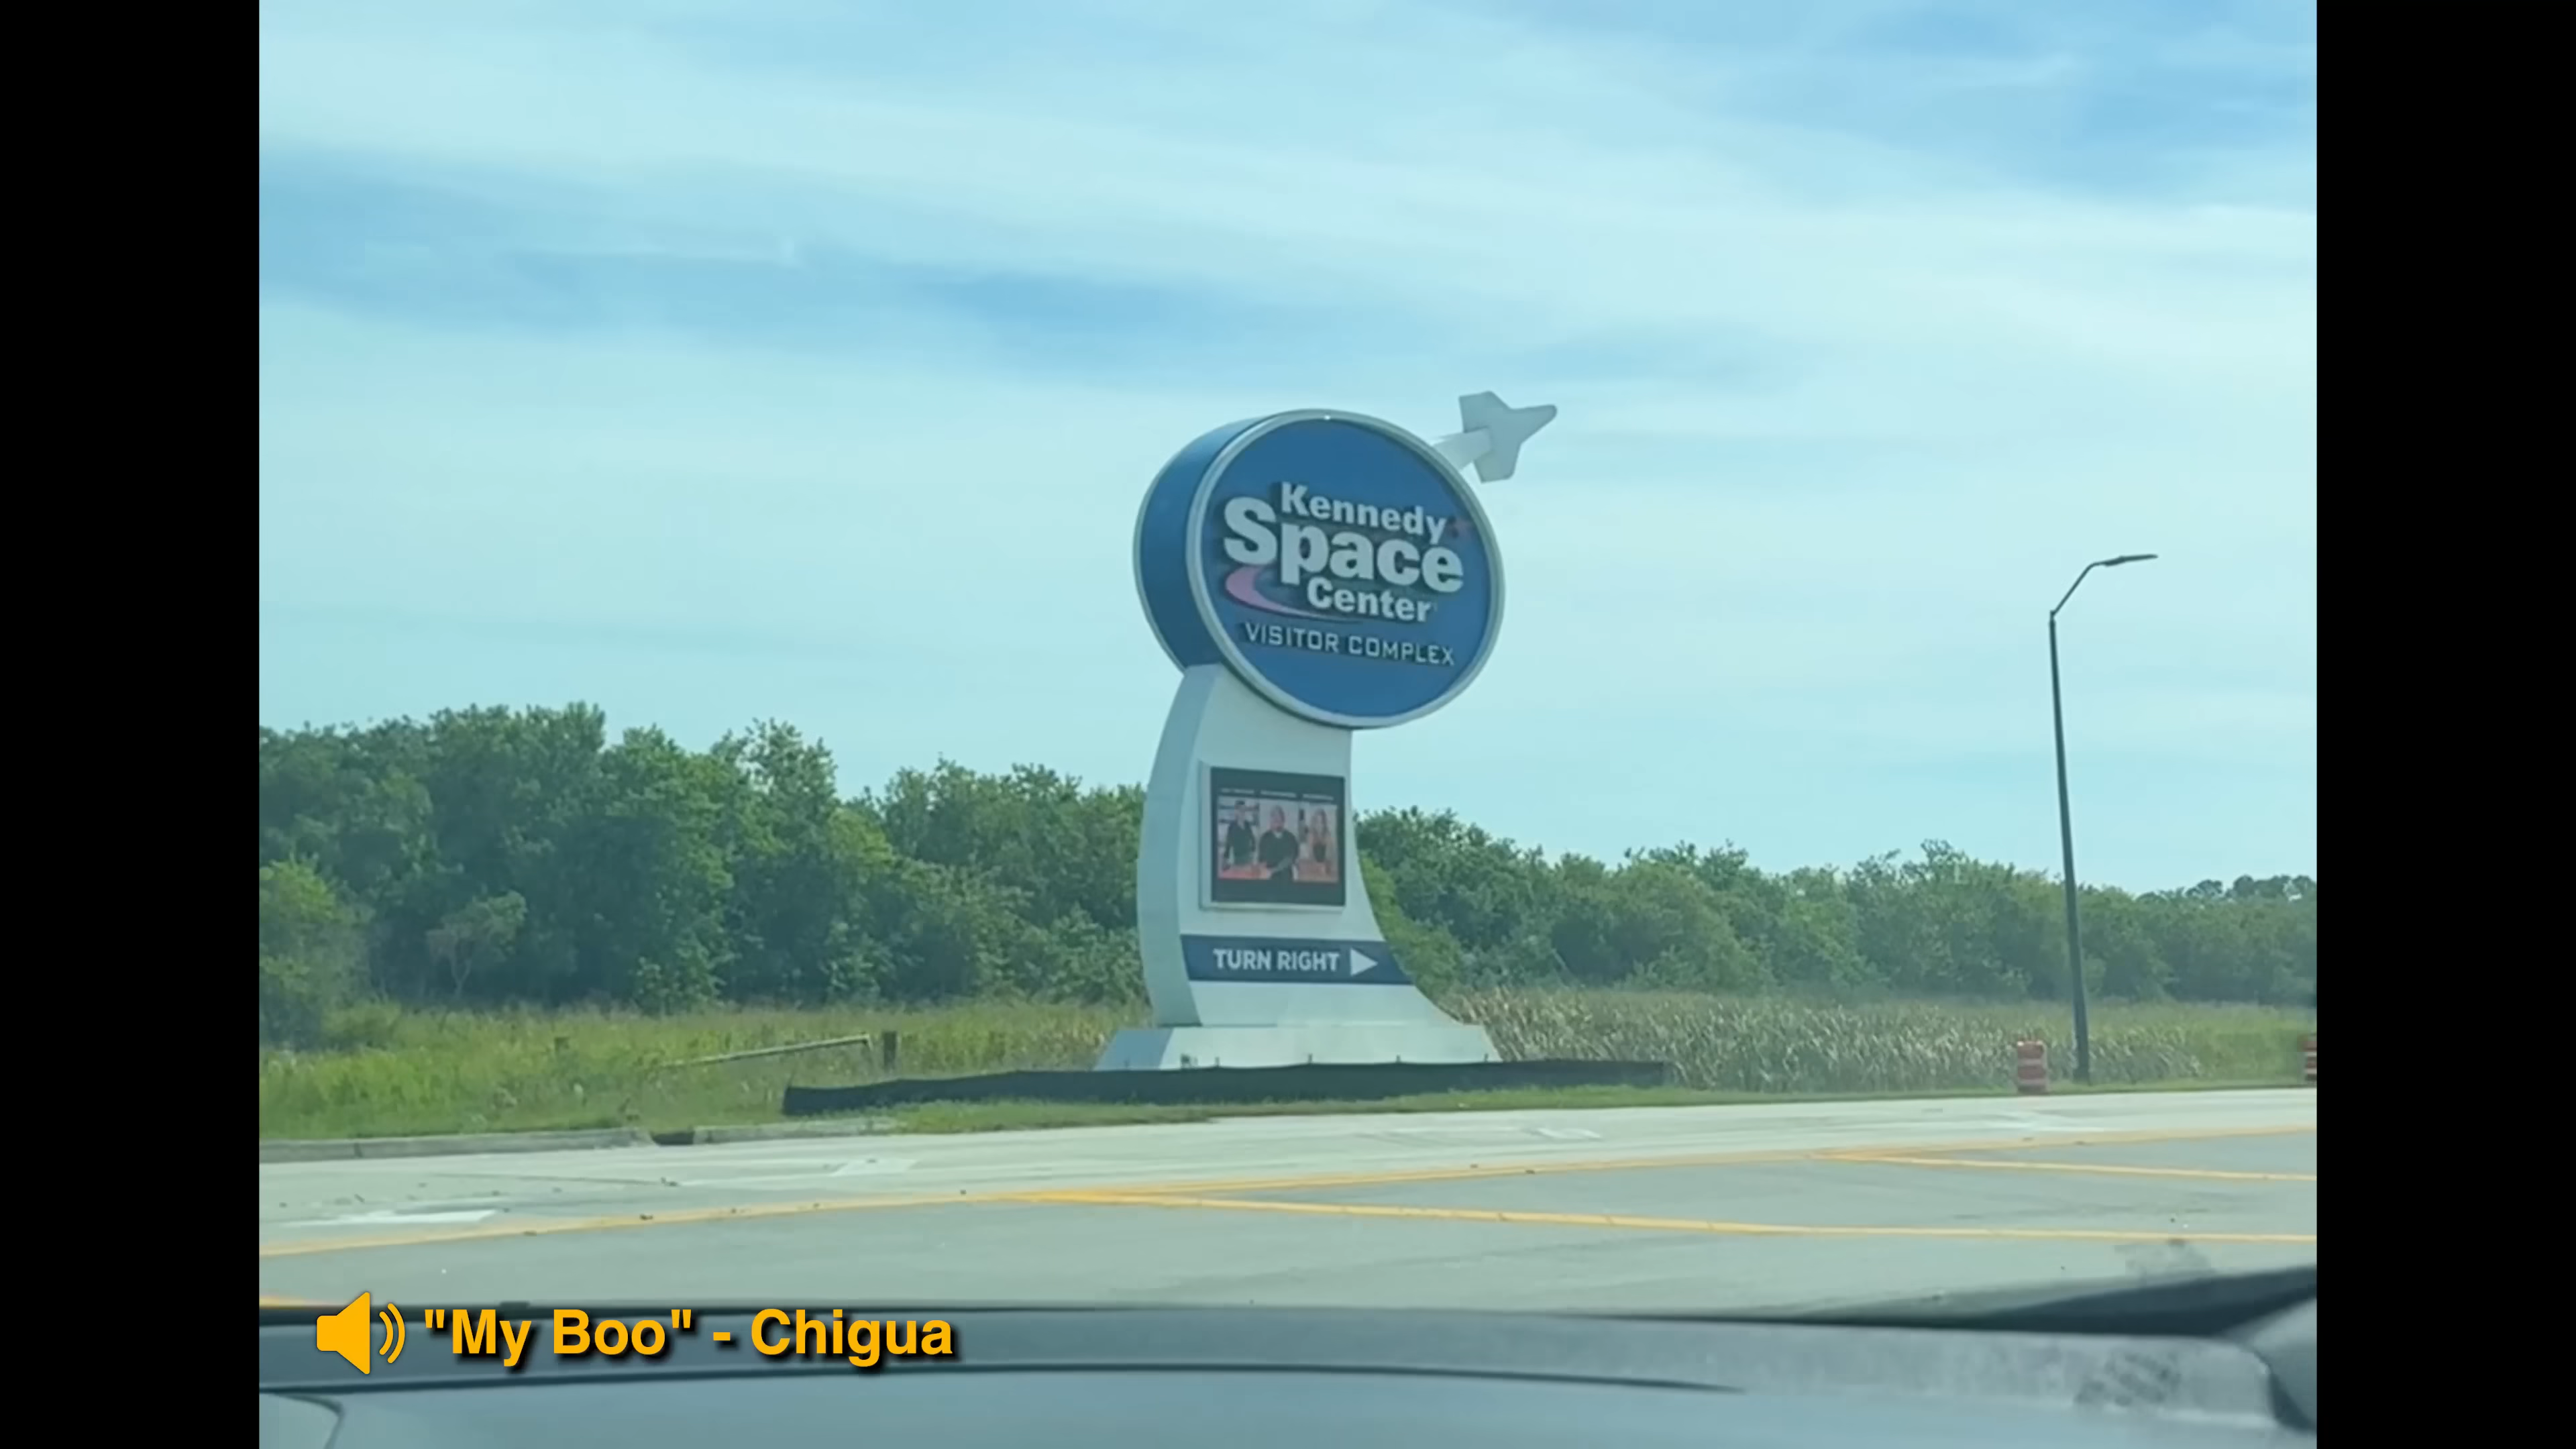 Kennedy
Space
Center
VISITOR COMPLEX
TURN RIGHT
"My Boo" - Chigua